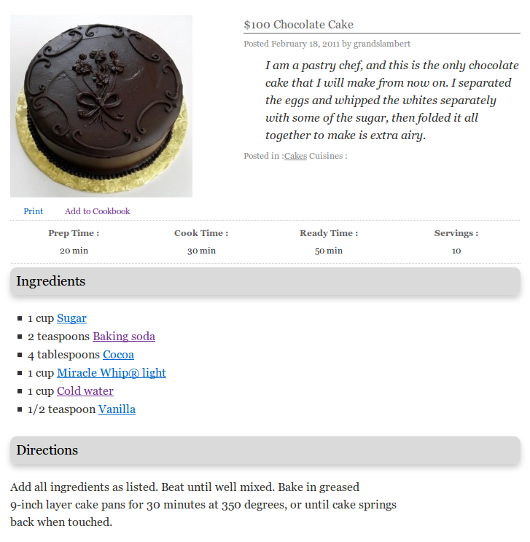 $100 Chocolate Cake
Posted February 18, 2011 by grandslambert
I am a pastry chef, and this is the only chocolate
cake that I will make from now on. I separated
the eggs and whipped the whites separately
with some of the sugar, then folded it all
together to make is extra airy.
Posted in :Cakes Cuisines :
Print Add to Cookbook
Prep Time : Cook Time : Ready Time : Servings :
20 min 30 min 50 min 10
Ingredients
1 cup Sugar
2 teaspoons Baking soda
4 tablespoons Cocoa
1 cup Miracle Whip® light
1 cup Cold water
1/2 teaspoon Vanilla
Directions
Add all ingredients as listed. Beat until well mixed. Bake in greased
9-inch layer cake pans for 30 minutes at 350 degrees, or until cake springs
back when touched.